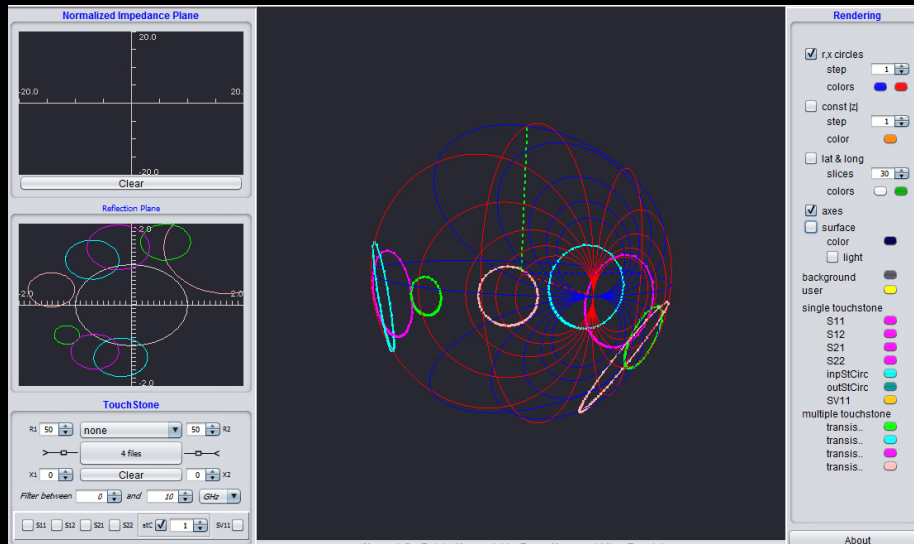 Normalized Impedance Plane
20.0
-20.0
20.
-20.0
Clear
Reflection Plane
-2.0
-2.0
2.0
-2.0
TouchStone
R1 50 none 50 R2
4 files
X1 0 Clear 0 X2
Filter between 0 and 10 GHz
S11 S12 S21 S22 stC 1 SV11
Rendering
r,x circles
step 1
colors
const |z|
step 1
color
lat & long
slices 30
colors
axes
surface
color
light
background
user
single touchstone
S11
S12
S21
S22
inpStCirc
outStCirc
SV11
multiple touchstone
transis..
transis..
transis..
transis..
About